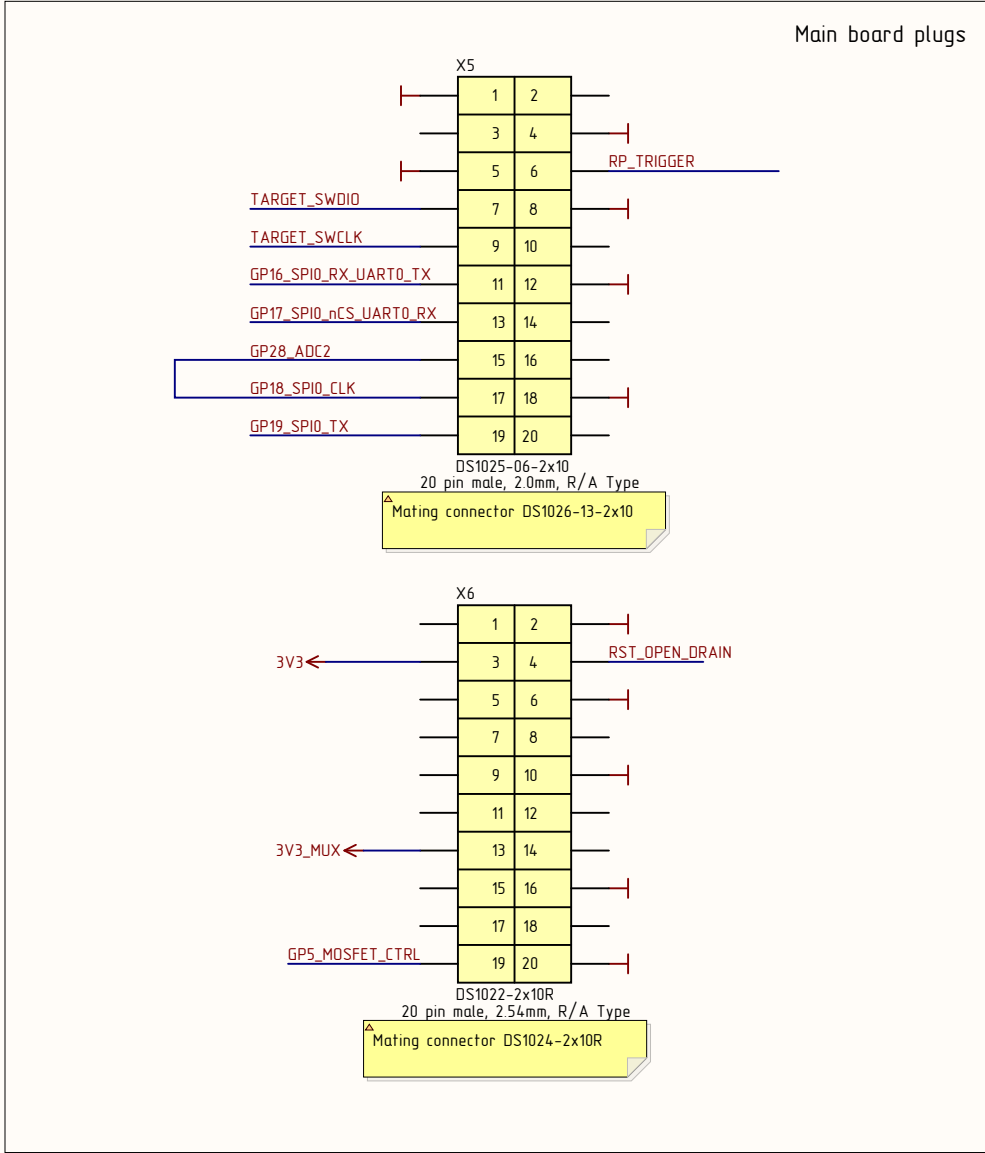 Main board plugs
X5
1 2
3 4
5 6 RP_TRIGGER
TARGET_SWDIO 7 8
TARGET_SWCLK 9 10
GP16_SPI0_RX_UART0_TX 11 12
GP17_SPI0_nCS_UART0_RX 13 14
GP28_ADC2 15 16
GP18_SPI0_CLK 17 18
GP19_SPI0_TX 19 20
DS1025-06-2x10
20 pin male, 2.0mm, R/A Type
Mating connector DS1026-13-2x10
X6
1 2
3V3 3 4 RST_OPEN_DRAIN
5 6
7 8
9 10
11 12
3V3_MUX 13 14
15 16
17 18
GP5_MOSFET_CTRL 19 20
DS1022-2x10R
20 pin male, 2.54mm, R/A Type
Mating connector DS1024-2x10R